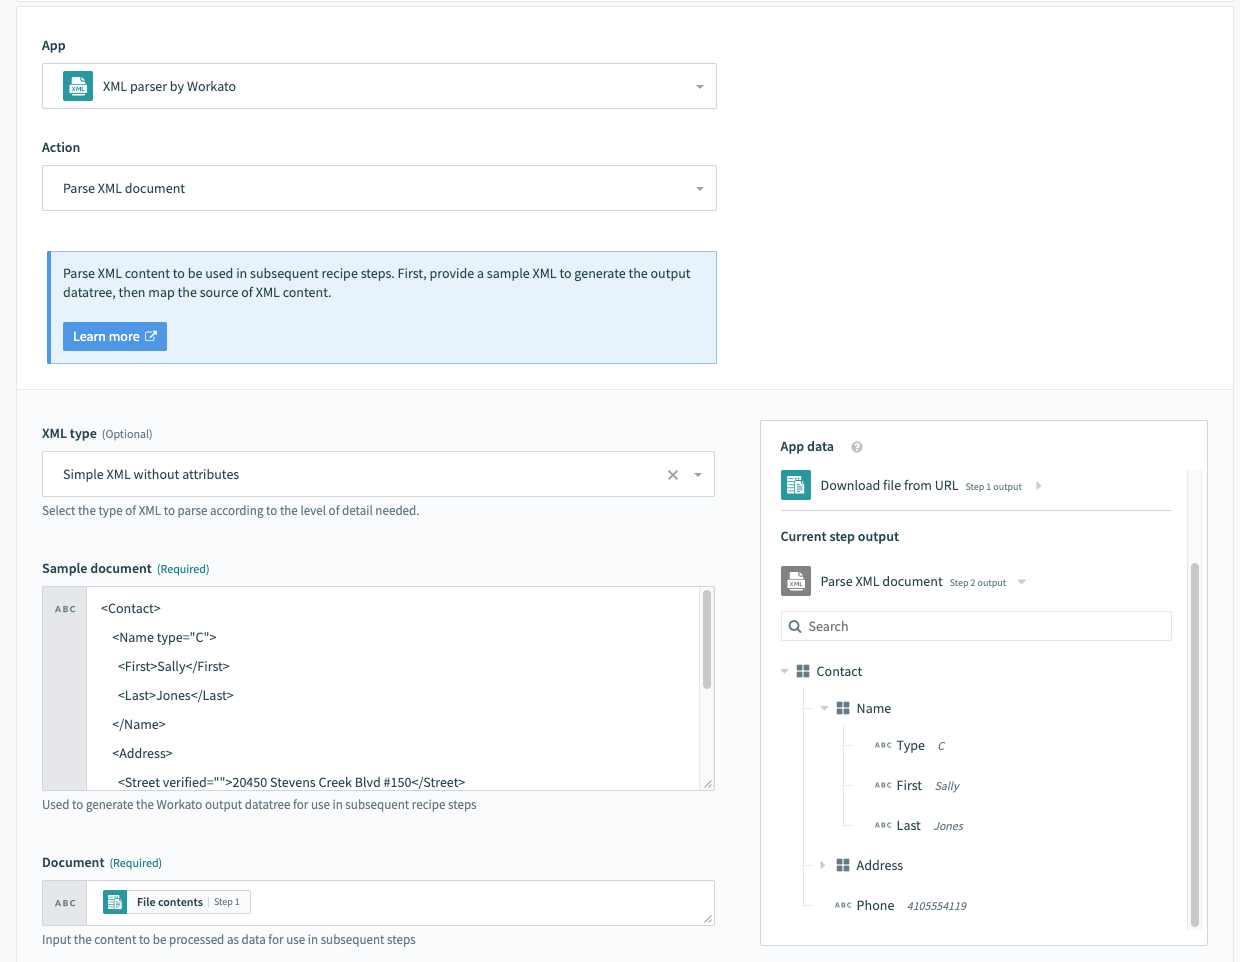 App
XML
XML parser by Workato
Action
Parse XML document
Parse XML content to be used in subsequent recipe steps. First, provide a sample XML to generate the output
datatree, then map the source of XML content.
Learn more
XML type (Optional)
Simple XML without attributes
Select the type of XML to parse according to the level of detail needed.
Sample document (Required)
ABC
<Contact>
<Name type="C">
<First>Sally</First>
<Last>Jones</Last>
</Name>
<Address>
<Street verified="">20450 Stevens Creek Blvd #150</Street>
Used to generate the Workato output datatree for use in subsequent recipe steps
Document (Required)
ABC
File contents Step 1
Input the content to be processed as data for use in subsequent steps
App data ?
Download file from URL Step 1 output
Current step output
XML
Parse XML document Step 2 output
Search
Contact
Name
ABC Type C
ABC First Sally
ABC Last Jones
Address
ABC Phone 4105554119